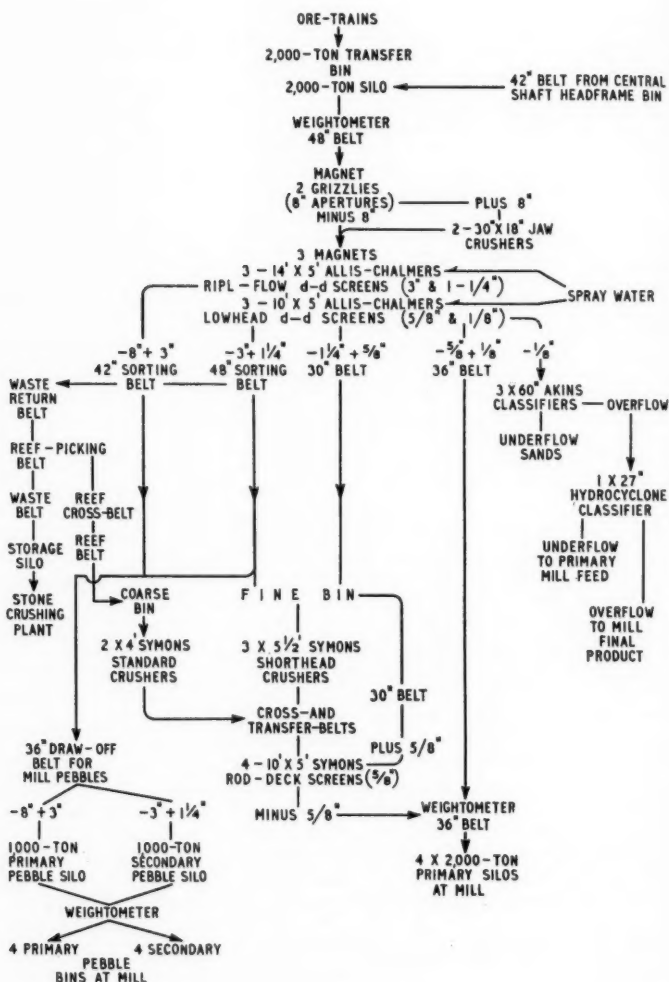 ORE-TRAINS
2,000-TON TRANSFER
BIN
2,000-TON SILO
42" BELT FROM CENTRAL
SHAFT HEADFRAME BIN
WEIGHTOMETER
48" BELT
MAGNET
2 GRIZZLIES
(8" APERTURES)
MINUS 8"
PLUS 8"
2-30"X18" JAW
CRUSHERS
3 MAGNETS
3 - 14' X 5' ALLIS-CHALMERS
RIPL-FLOW d-d SCREENS (3" & 1-1/4")
3 - 10' X 5' ALLIS-CHALMERS
LOWHEAD d-d SCREENS (5/8" & 1/8")
SPRAY WATER
-8" + 3"
42" SORTING
BELT
-3" + 1 1/4"
48" SORTING
BELT
-1 1/4" + 5/8"
30" BELT
-5/8 + 1/8"
36" BELT
-1/8"
WASTE
RETURN
BELT
3 X 60" AKINS
CLASSIFIERS
OVERFLOW
UNDERFLOW
SANDS
REEF-PICKING
BELT
WASTE
BELT
REEF
CROSS-BELT
REEF
BELT
1 X 27"
HYDROCYCLONE
CLASSIFIER
STORAGE
SILO
UNDERFLOW
TO PRIMARY
MILL FEED
STONE
CRUSHING
PLANT
COARSE
BIN
FINE BIN
OVERFLOW
TO MILL
FINAL
PRODUCT
2 X 4' SYMONS
STANDARD
CRUSHERS
3 X 5 1/2' SYMONS
SHORTHEAD
CRUSHERS
30" BELT
CROSS-AND
TRANSFER-BELTS
36" DRAW-OFF
BELT FOR
MILL PEBBLES
PLUS 5/8"
4 - 10' X 5' SYMONS
ROD-DECK SCREENS (5/8")
-8" + 3"
-3" + 1 1/4"
MINUS 5/8"
WEIGHTOMETER
36" BELT
1,000-TON
PRIMARY
PEBBLE SILO
1,000-TON
SECONDARY
PEBBLE SILO
4 X 2,000-TON
PRIMARY SILOS
AT MILL
WEIGHTOMETER
4 PRIMARY
4 SECONDARY
PEBBLE
BINS AT MILL